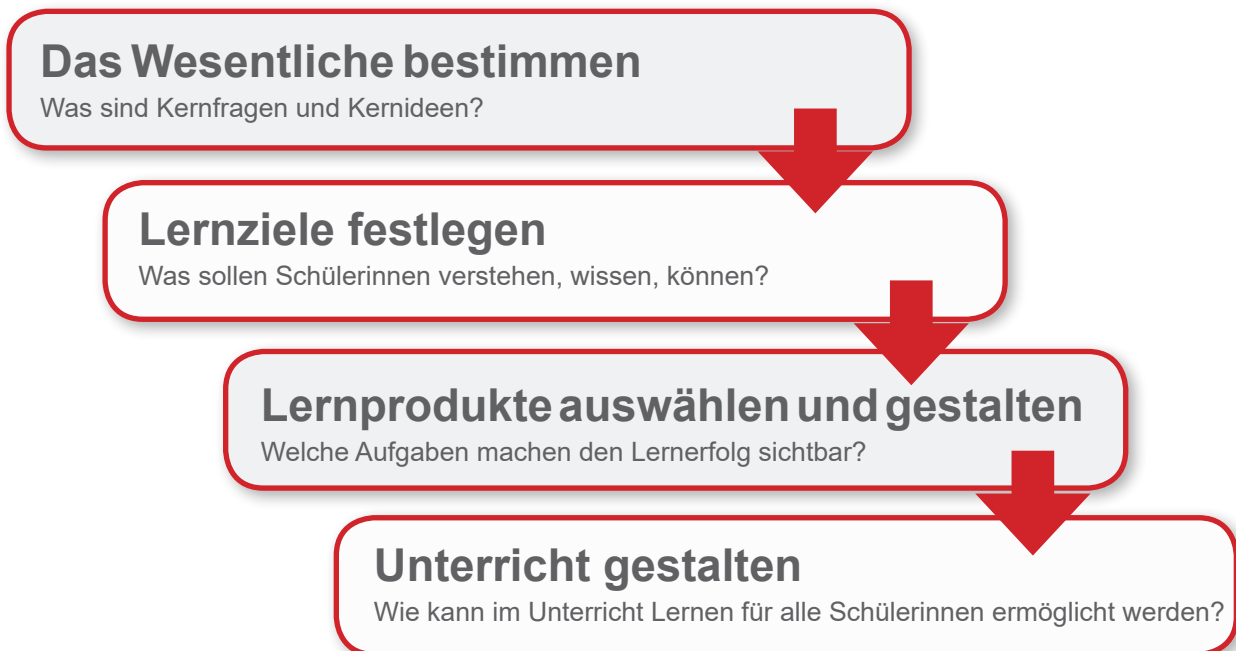 Das Wesentliche bestimmen
Was sind Kernfragen und Kernideen?
Lernziele festlegen
Was sollen Schülerinnen verstehen, wissen, können?
Lernprodukte auswählen und gestalten
Welche Aufgaben machen den Lernerfolg sichtbar?
Unterricht gestalten
Wie kann im Unterricht Lernen für alle Schülerinnen ermöglicht werden?